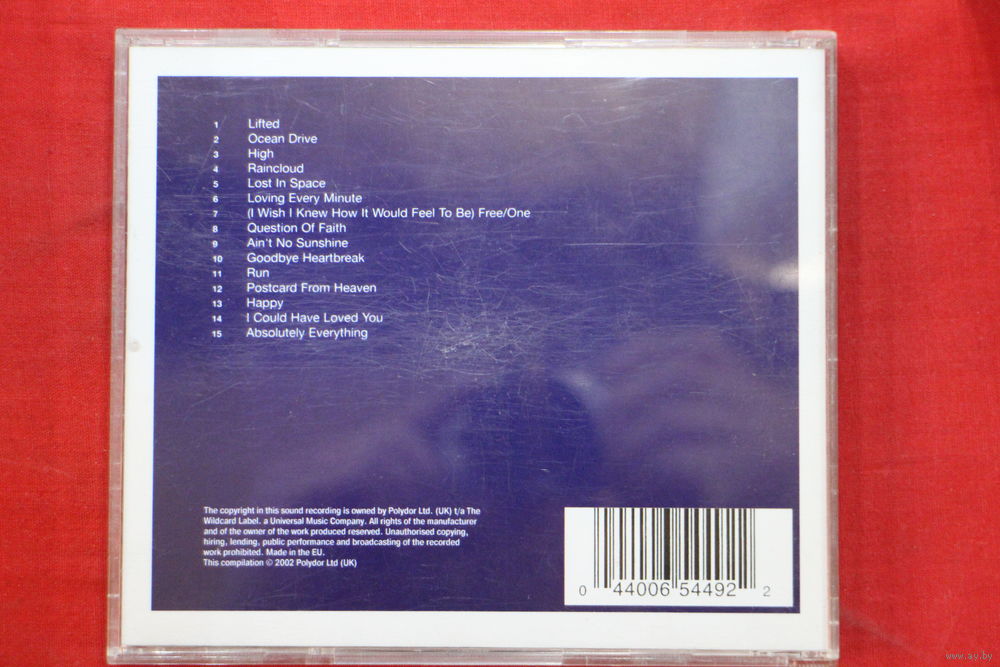 1 Lifted
2 Ocean Drive
3 High
4 Raincloud
5 Lost In Space
6 Loving Every Minute
7 (I Wish I Knew How It Would Feel To Be) Free/One
8 Question Of Faith
9 Ain't No Sunshine
10 Goodbye Heartbreak
11 Run
12 Postcard From Heaven
13 Happy
14 I Could Have Loved You
15 Absolutely Everything
The copyright in this sound recording is owned by Polydor Ltd. (UK) t/a The
Wildcard Label. a Universal Music Company. All rights of the manufacturer
and of the owner of the work produced reserved. Unauthorised copying,
hiring, lending, public performance and broadcasting of the recorded
work prohibited. Made in the EU.
This compilation © 2002 Polydor Ltd (UK)
0 44006 54492 2
www.ay.by